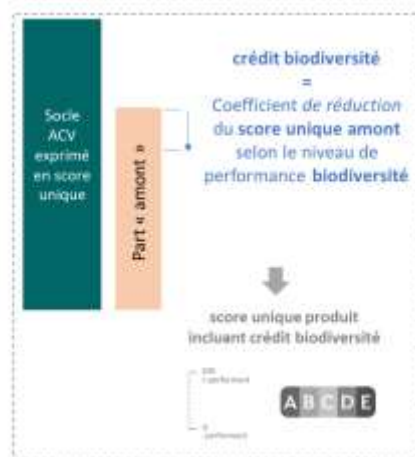 Socle
ACV
exprimé
en score
unique
Part « amont »
crédit biodiversité
=
Coefficient de réduction
du score unique amont
selon le niveau de
performance biodiversité
score unique produit
incluant crédit biodiversité
A B C D E